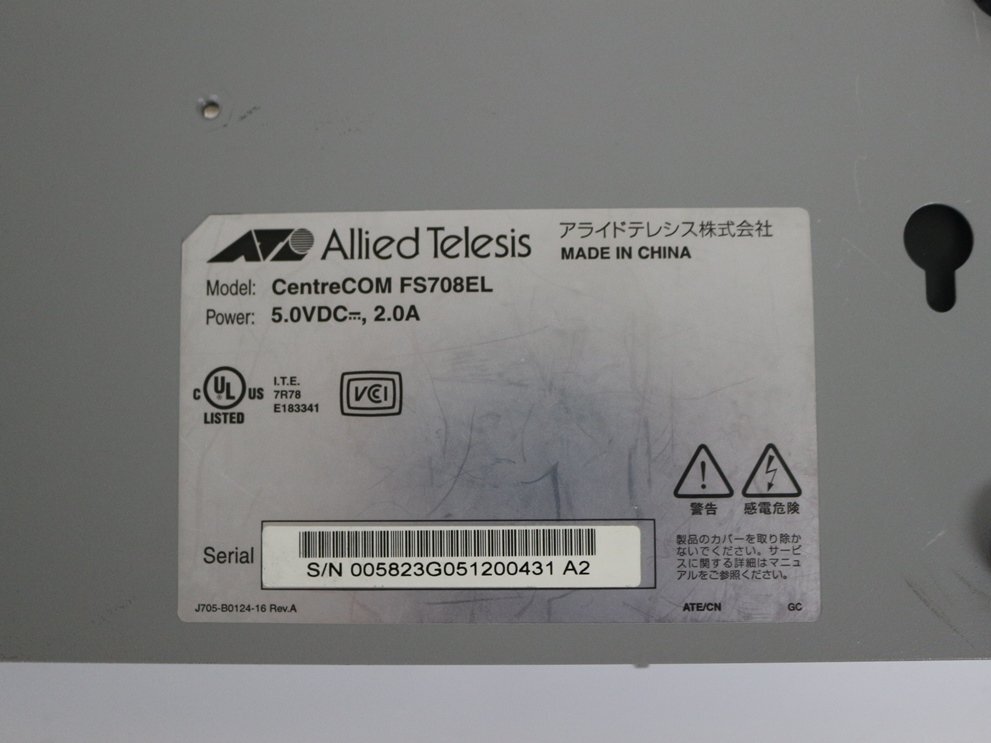 Allied Telesis
アライドテレシス株式会社
MADE IN CHINA
Model: CentreCOM FS708EL
Power: 5.0VDC⎓, 2.0A
C UL US
LISTED
I.T.E.
7R78
E183341
VCI
警告
感電危険
製品のカバーを取り除か
ないでください。サービ
スに関する詳細はマニュ
アルをご参照ください。
Serial
S/N 005823G051200431 A2
J705-B0124-16 Rev.A
ATE/CN
GC